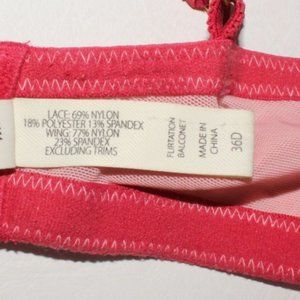 LACE: 69% NYLON
18% POLYESTER 13% SPANDEX
WING: 77% NYLON
23% SPANDEX
EXCLUDING TRIMS
FLIRTATION
BALCONET
MADE IN
CHINA
36D